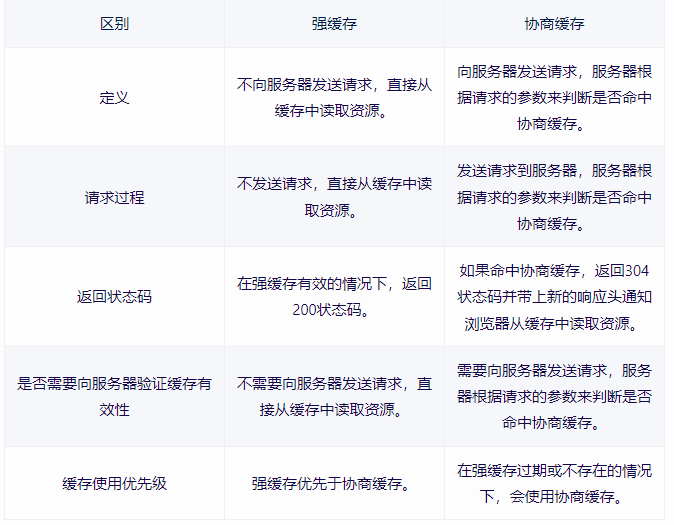 区别
强缓存
协商缓存
定义
不向服务器发送请求，直接从
缓存中读取资源。
向服务器发送请求，服务器根
据请求的参数来判断是否命中
协商缓存。
请求过程
不发送请求，直接从缓存中读
取资源。
发送请求到服务器，服务器根
据请求的参数来判断是否命中
协商缓存。
返回状态码
在强缓存有效的情况下，返回
200状态码。
如果命中协商缓存，返回304
状态码并带上新的响应头通知
浏览器从缓存中读取资源。
是否需要向服务器验证缓存有
效性
不需要向服务器发送请求，直
接从缓存中读取资源。
需要向服务器发送请求，服务
器根据请求的参数来判断是否
命中协商缓存。
缓存使用优先级
强缓存优先于协商缓存。
在强缓存过期或不存在的情况
下，会使用协商缓存。